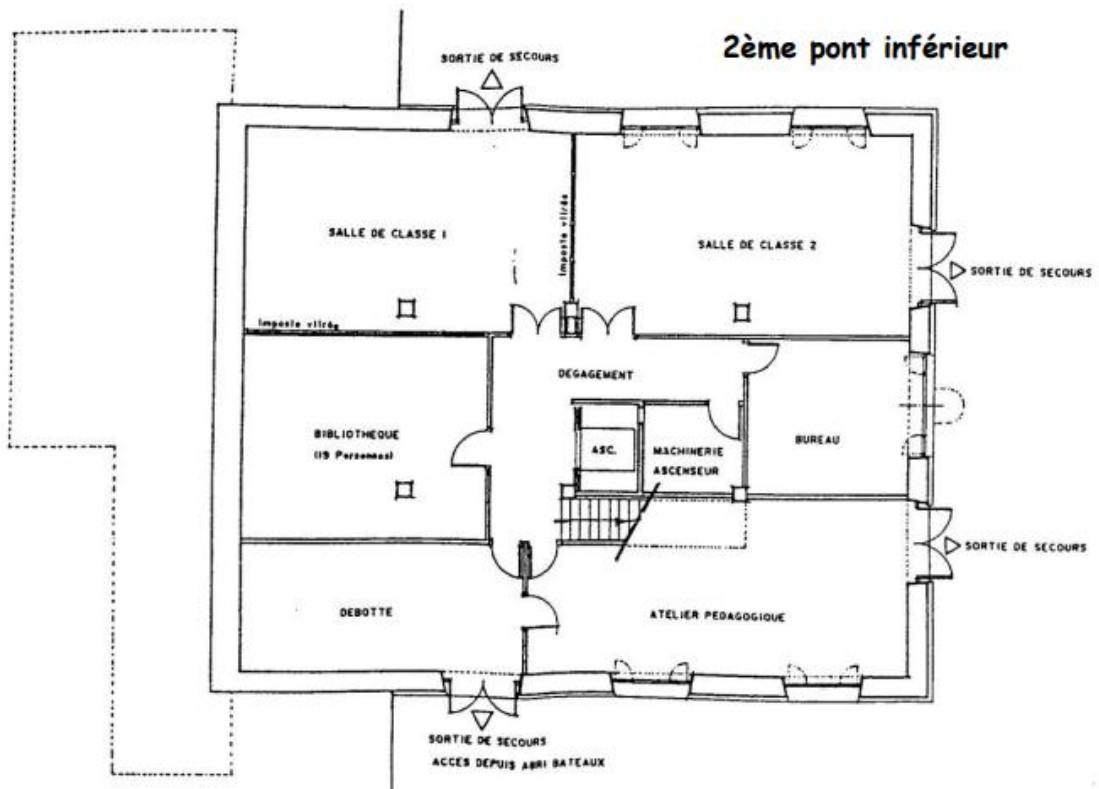 2ème pont inférieur
SORTIE DE SECOURS
SALLE DE CLASSE 1
Imposte vitrée
SALLE DE CLASSE 2
SORTIE DE SECOURS
Imposte vitrée
DEGAGEMENT
BIBLIOTHEQUE
(19 Personnes)
ASC.
MACHINERIE
ASCENSEUR
BUREAU
SORTIE DE SECOURS
DEBOTTE
ATELIER PEDAGOGIQUE
SORTIE DE SECOURS
ACCES DEPUIS ABRI BATEAUX